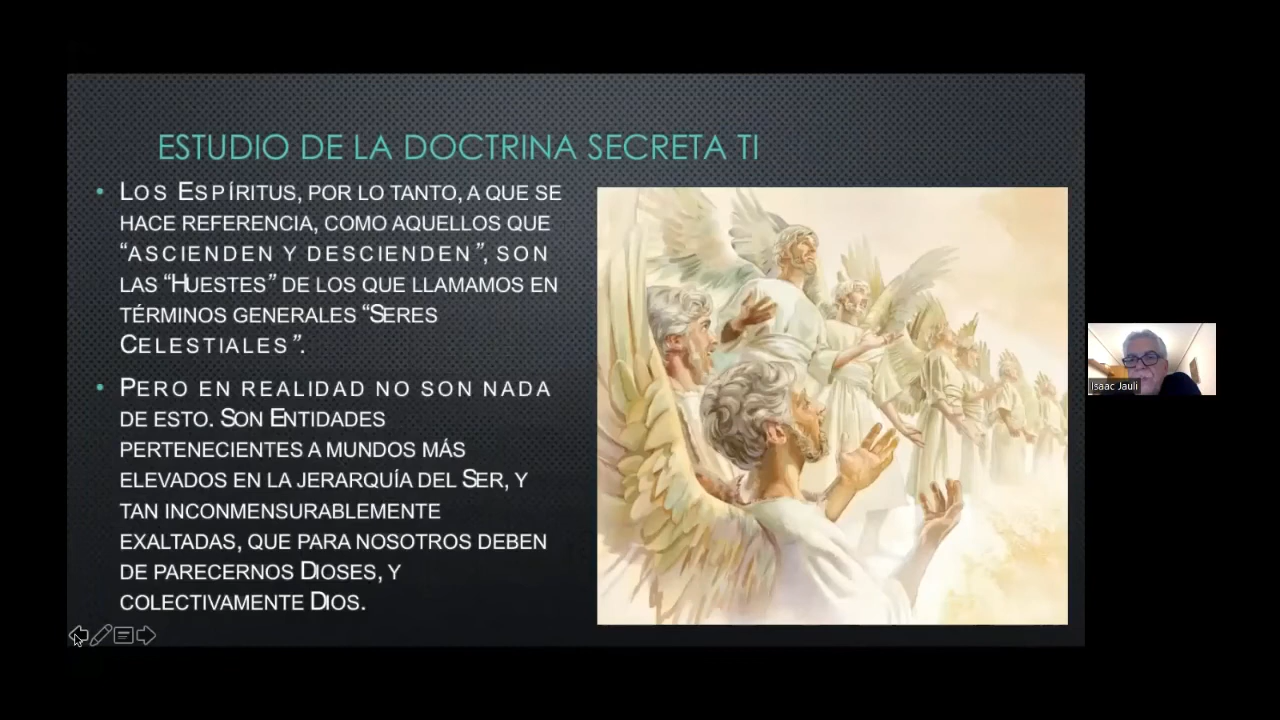 ESTUDIO DE LA DOCTRINA SECRETA TI
• LOS ESPÍRITUS, POR LO TANTO, A QUE SE
HACE REFERENCIA, COMO AQUELLOS QUE
“ASCIENDEN Y DESCIENDEN”, SON
LAS “HUESTES” DE LOS QUE LLAMAMOS EN
TÉRMINOS GENERALES “SERES
CELESTIALES”.
• PERO EN REALIDAD NO SON NADA
DE ESTO. SON ENTIDADES
PERTENECIENTES A MUNDOS MÁS
ELEVADOS EN LA JERARQUÍA DEL SER, Y
TAN INCONMENSURABLEMENTE
EXALTADAS, QUE PARA NOSOTROS DEBEN
DE PARECERNOS DIOSES, Y
COLECTIVAMENTE DIOS.
Isaac Jauli